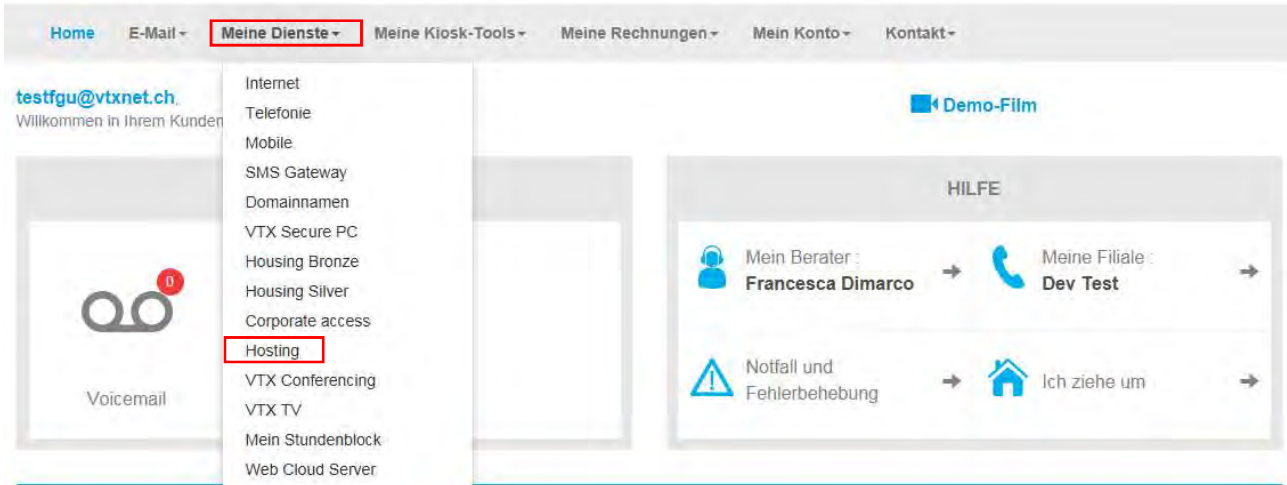 Home E-Mail Meine Dienste Meine Kiosk-Tools Meine Rechnungen Mein Konto Kontakt
testfgu@vtxnet.ch,
Willkommen in Ihrem Kunden
Internet
Telefonie
Mobile
SMS Gateway
Domainnamen
VTX Secure PC
Housing Bronze
Housing Silver
Corporate access
Hosting
VTX Conferencing
VTX TV
Mein Stundenblock
Web Cloud Server
Demo-Film
0
Voicemail
HILFE
Mein Berater :
Francesca Dimarco
Meine Filiale :
Dev Test
Notfall und
Fehlerbehebung
Ich ziehe um